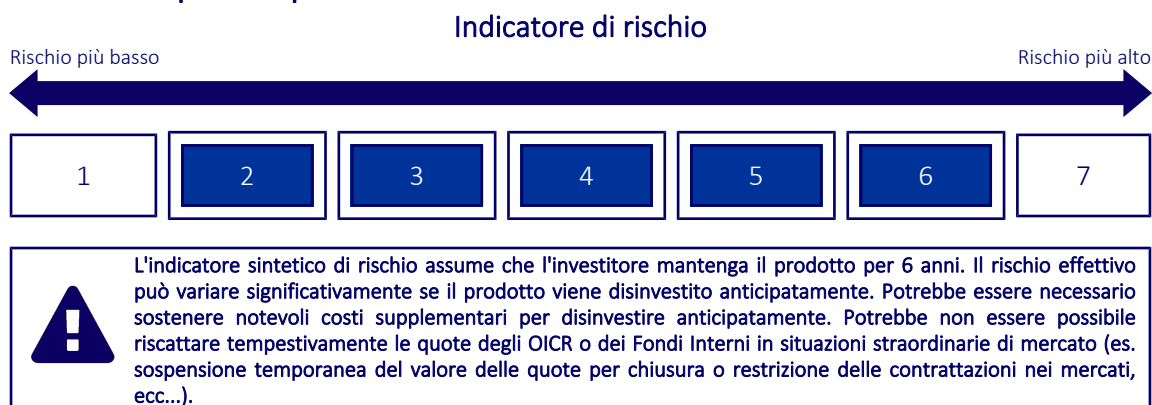 Indicatore di rischio
Rischio più basso
Rischio più alto
1 2 3 4 5 6 7
L'indicatore sintetico di rischio assume che l'investitore mantenga il prodotto per 6 anni. Il rischio effettivo
può variare significativamente se il prodotto viene disinvestito anticipatamente. Potrebbe essere necessario
sostenere notevoli costi supplementari per disinvestire anticipatamente. Potrebbe non essere possibile
riscattare tempestivamente le quote degli OICR o dei Fondi Interni in situazioni straordinarie di mercato (es.
sospensione temporanea del valore delle quote per chiusura o restrizione delle contrattazioni nei mercati,
ecc...).